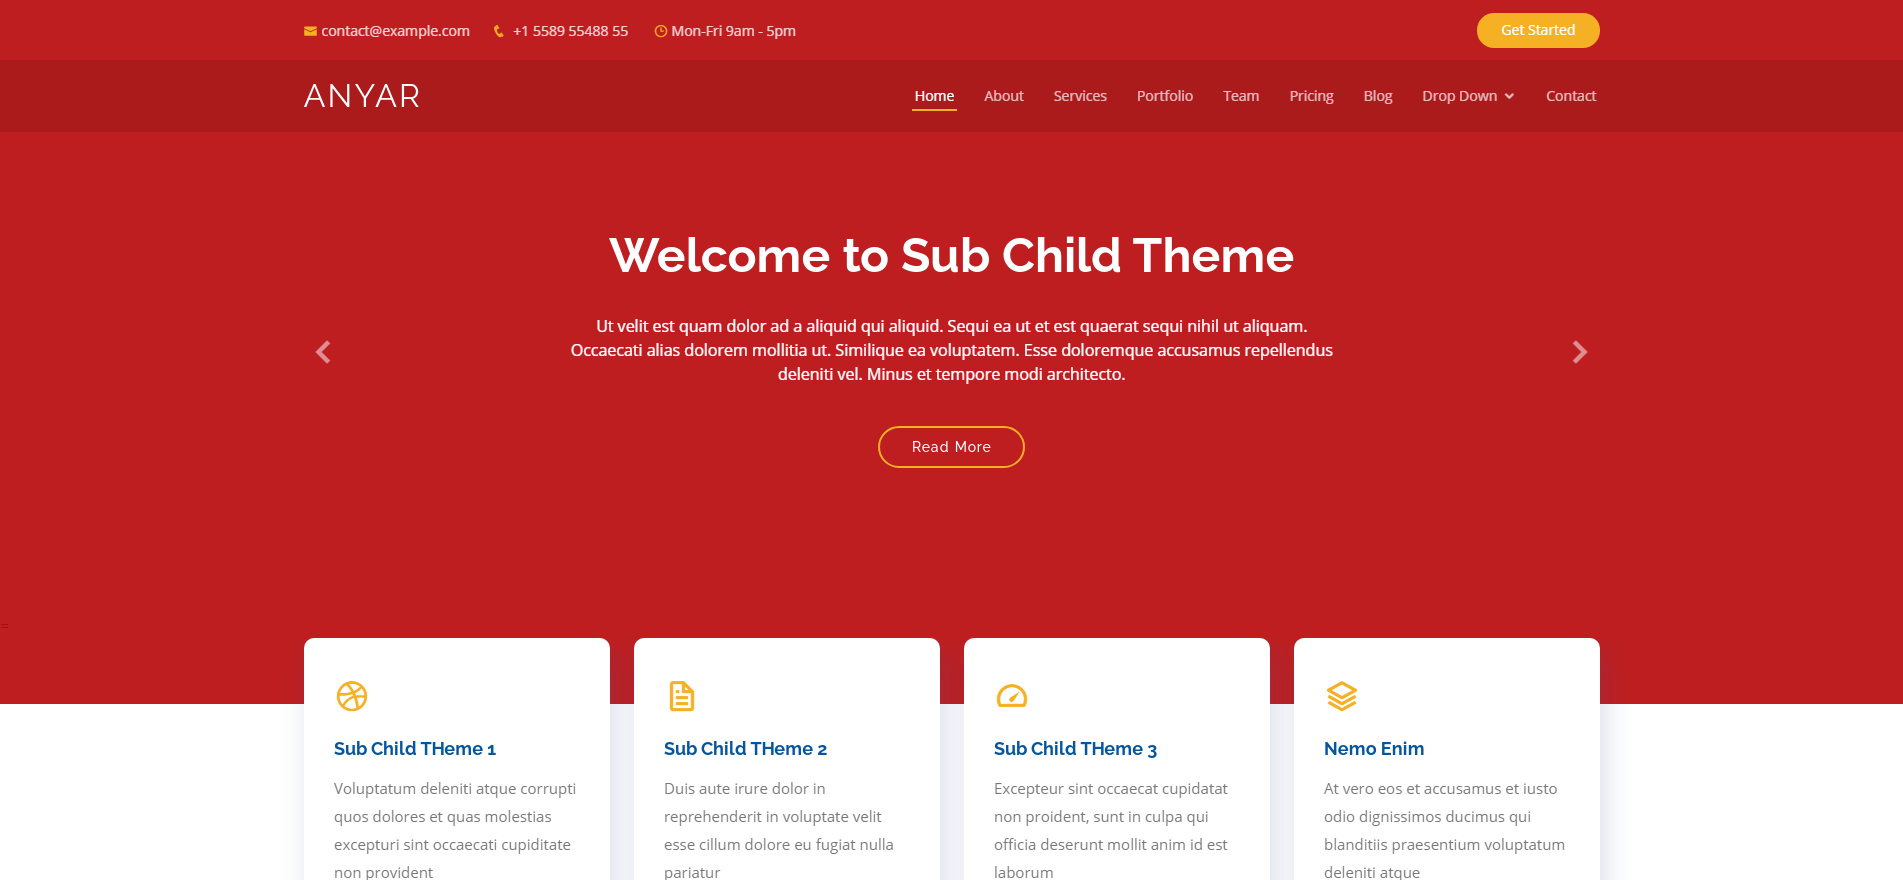 contact@example.com +1 5589 55488 55 Mon-Fri 9am - 5pm Get Started
ANYAR Home About Services Portfolio Team Pricing Blog Drop Down Contact
Welcome to Sub Child Theme
Ut velit est quam dolor ad a aliquid qui aliquid. Sequi ea ut et est quaerat sequi nihil ut aliquam.
Occaecati alias dolorem mollitia ut. Similique ea voluptatem. Esse doloremque accusamus repellendus
deleniti vel. Minus et tempore modi architecto.
Read More
=
Sub Child THeme 1
Voluptatum deleniti atque corrupti
quos dolores et quas molestias
excepturi sint occaecati cupiditate
non provident
Sub Child THeme 2
Duis aute irure dolor in
reprehenderit in voluptate velit
esse cillum dolore eu fugiat nulla
pariatur
Sub Child THeme 3
Excepteur sint occaecat cupidatat
non proident, sunt in culpa qui
officia deserunt mollit anim id est
laborum
Nemo Enim
At vero eos et accusamus et iusto
odio dignissimos ducimus qui
blanditiis praesentium voluptatum
deleniti atque